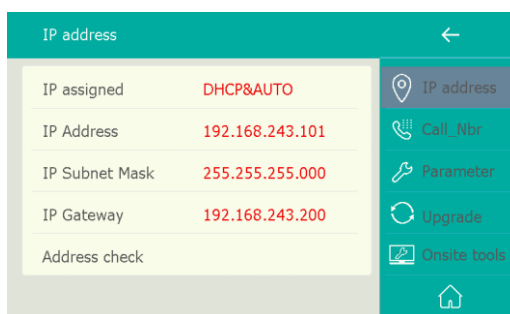 IP address
IP assigned DHCP&AUTO
IP Address 192.168.243.101
IP Subnet Mask 255.255.255.000
IP Gateway 192.168.243.200
Address check
IP address
Call_Nbr
Parameter
Upgrade
Onsite tools